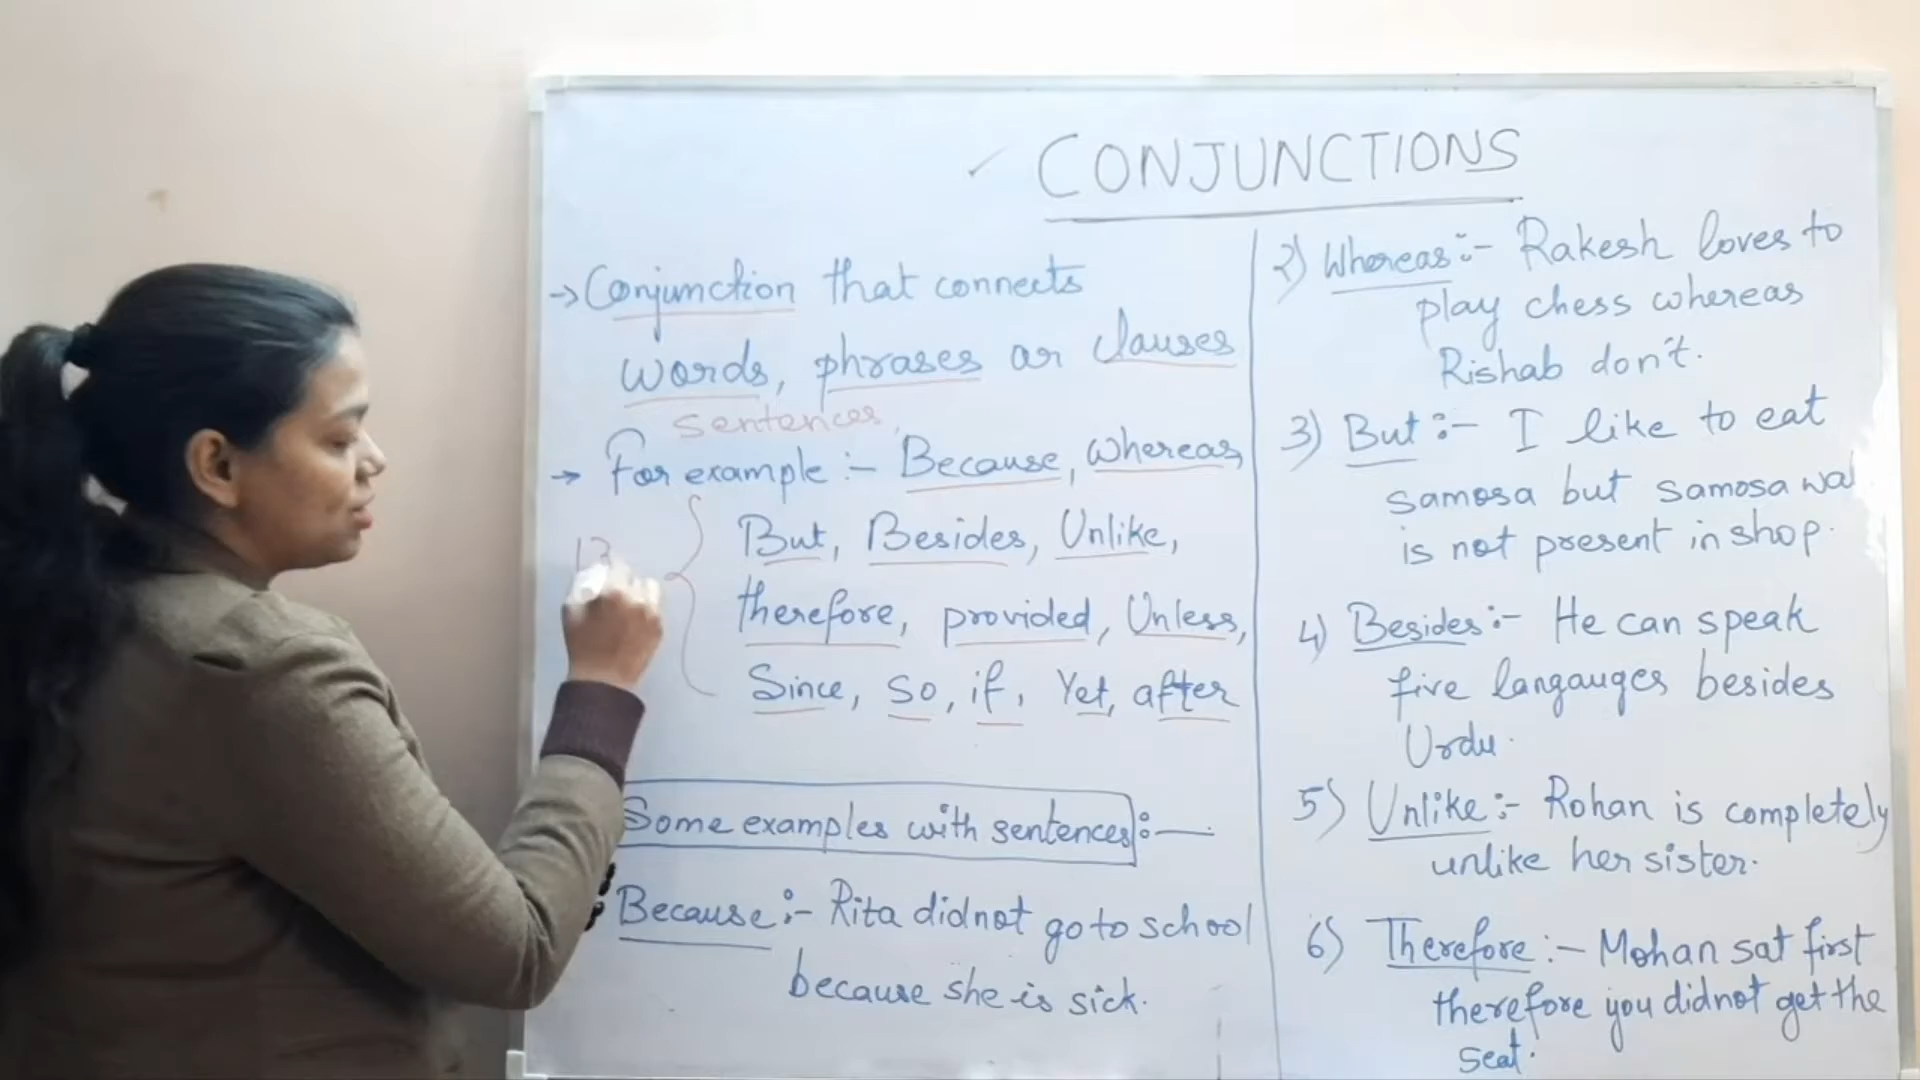 ✓ CONJUNCTIONS
→ Conjunction that connects
words, phrases or clauses
sentences,
→ For example :- Because, whereas,
But, Besides, Unlike,
therefore, provided, Unless,
Since, so, if, Yet, after
Some examples with sentences:—
Because :- Rita didnot go to school
because she is sick.
2) Whereas :- Rakesh loves to
play chess whereas
Rishab don't.
3) But :- I like to eat
samosa but samosa wal
is not present in shop.
4) Besides :- He can speak
five langauges besides
Urdu.
5) Unlike :- Rohan is completely
unlike her sister.
6) Therefore :- Mohan sat first
therefore you didnot get the
seat.